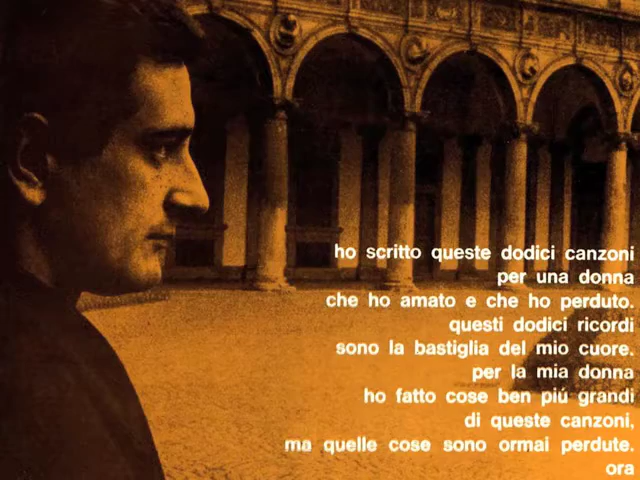 ho scritto queste dodici canzoni
per una donna
che ho amato e che ho perduto.
questi dodici ricordi
sono la bastiglia del mio cuore.
per la mia donna
ho fatto cose ben piú grandi
di queste canzoni,
ma quelle cose sono ormai perdute.
ora